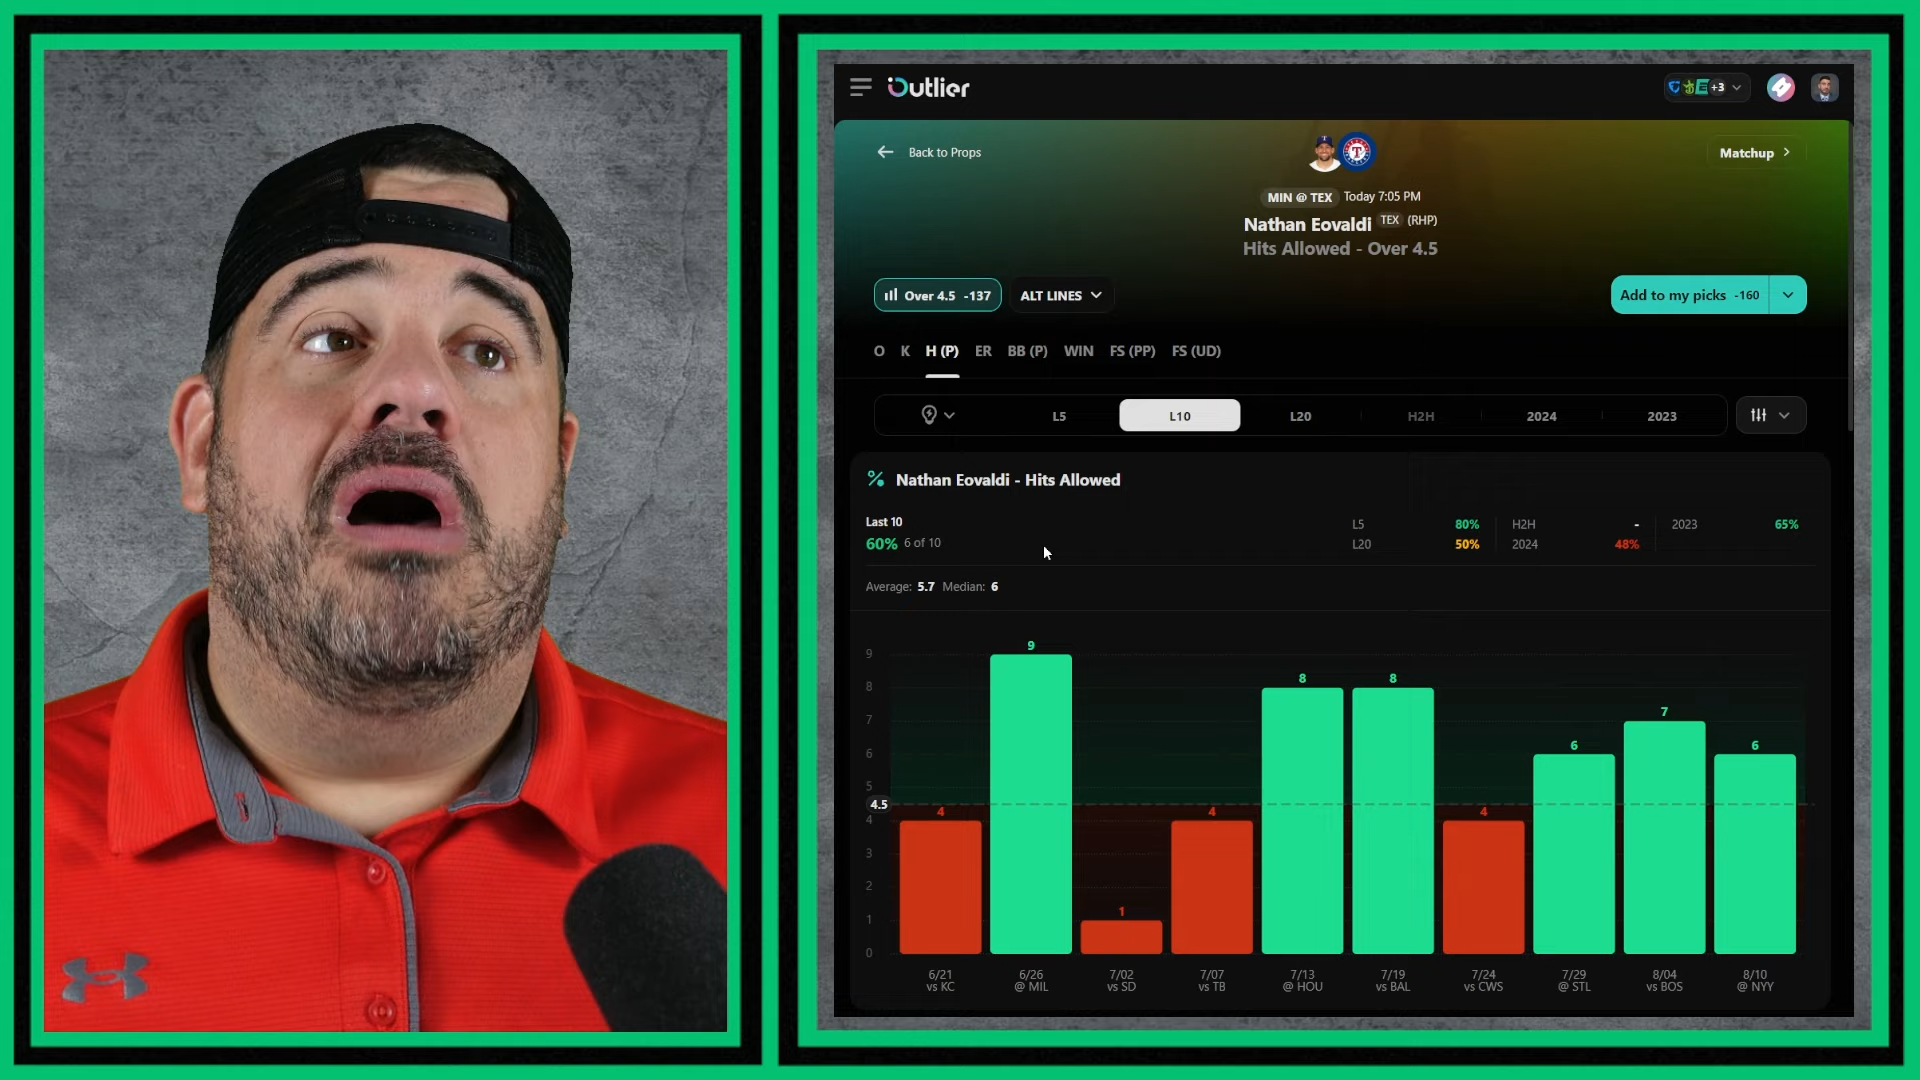 Outlier
+3
Back to Props
Matchup
MIN @ TEX Today 7:05 PM
Nathan Eovaldi TEX (RHP)
Hits Allowed - Over 4.5
Over 4.5 -137
ALT LINES
Add to my picks -160
O K H (P) ER BB (P) WIN FS (PP) FS (UD)
L5 L10 L20 H2H 2024 2023
Nathan Eovaldi - Hits Allowed
Last 10
60% 6 of 10
L5 80% H2H - 2023 65%
L20 50% 2024 48%
Average: 5.7 Median: 6
9
8
7
6
5
4.5
4
3
2
1
0
4 9 1 4 8 8 4 6 7 6
6/21 6/26 7/02 7/07 7/13 7/19 7/24 7/29 8/04 8/10
vs KC @ MIL vs SD vs TB @ HOU vs BAL vs CWS @ STL vs BOS @ NYY